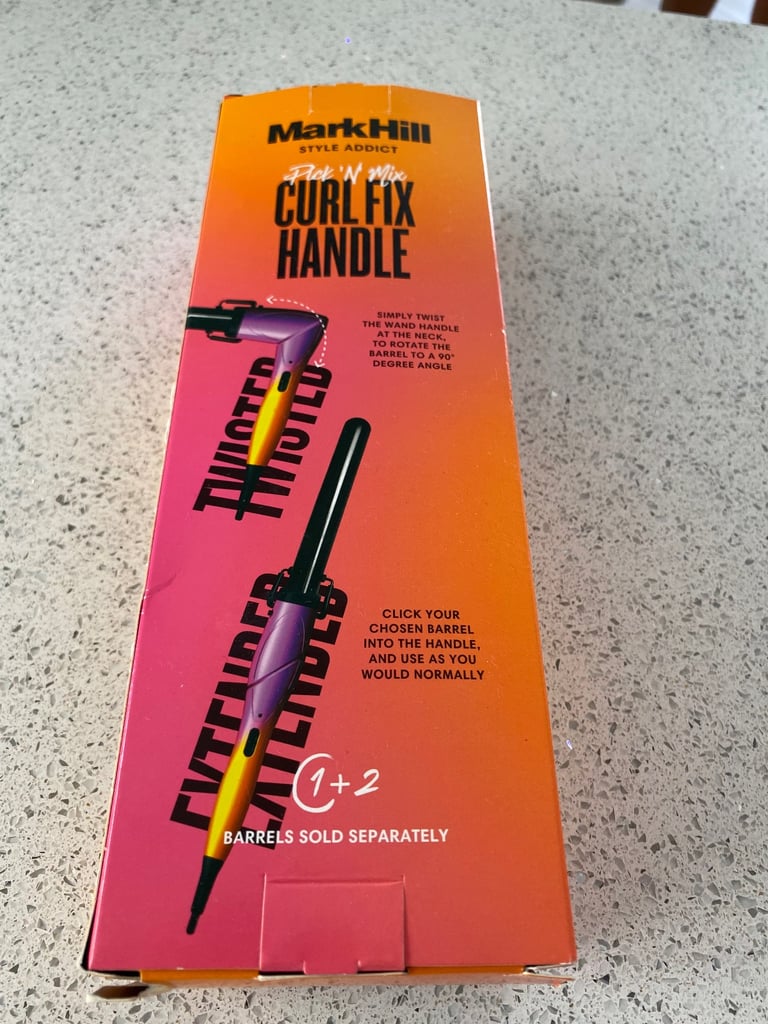 MarkHill
STYLE ADDICT
Pick 'N' Mix
CURL FIX
HANDLE
SIMPLY TWIST
THE WAND HANDLE
AT THE NECK,
TO ROTATE THE
BARREL TO A 90°
DEGREE ANGLE
TWISTED
TWISTED
EXTENDED
EXTENDED
CLICK YOUR
CHOSEN BARREL
INTO THE HANDLE,
AND USE AS YOU
WOULD NORMALLY
1+2
BARRELS SOLD SEPARATELY